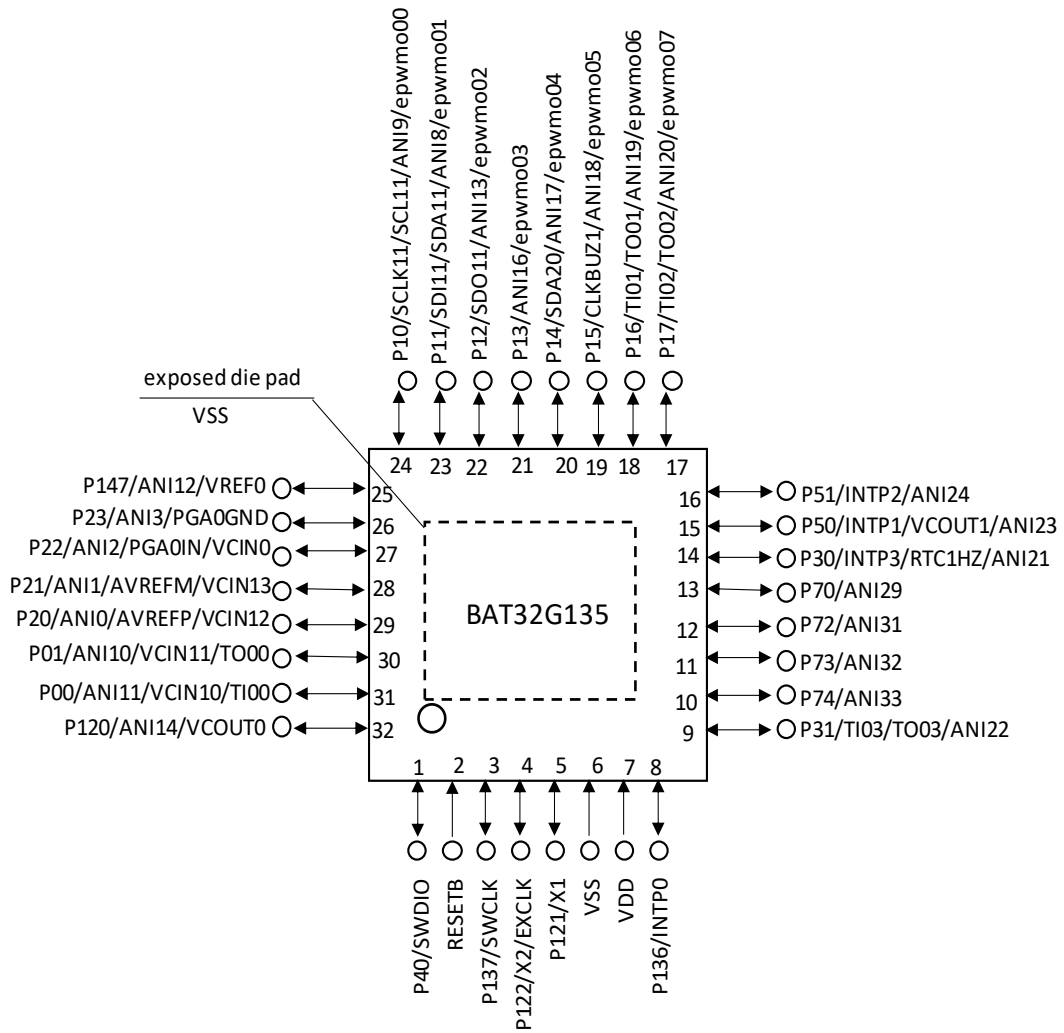 P10/SCLK11/SCL11/ANI9/epwmo00
P11/SDI11/SDA11/ANI8/epwmo01
P12/SDO11/ANI13/epwmo02
P13/ANI16/epwmo03
P14/SDA20/ANI17/epwmo04
P15/CLKBUZ1/ANI18/epwmo05
P16/TI01/TO01/ANI19/epwmo06
P17/TI02/TO02/ANI20/epwmo07
exposed die pad
VSS
24 23 22 21 20 19 18 17
P147/ANI12/VREF0 25
P23/ANI3/PGA0GND 26
P22/ANI2/PGA0IN/VCIN0 27
P21/ANI1/AVREFM/VCIN13 28
P20/ANI0/AVREFP/VCIN12 29
P01/ANI10/VCIN11/TO00 30
P00/ANI11/VCIN10/TI00 31
P120/ANI14/VCOUT0 32
BAT32G135
16 P51/INTP2/ANI24
15 P50/INTP1/VCOUT1/ANI23
14 P30/INTP3/RTC1HZ/ANI21
13 P70/ANI29
12 P72/ANI31
11 P73/ANI32
10 P74/ANI33
9 P31/TI03/TO03/ANI22
1 2 3 4 5 6 7 8
P40/SWDIO
RESETB
P137/SWCLK
P122/X2/EXCLK
P121/X1
VSS
VDD
P136/INTP0